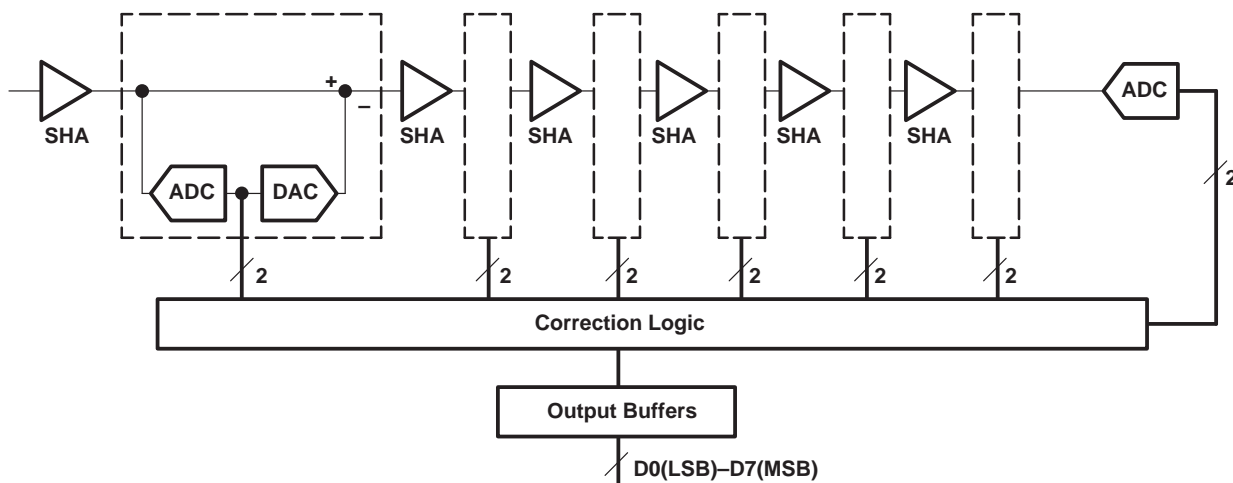 +
–
SHA SHA SHA SHA SHA SHA
ADC
ADC DAC
2
2 2 2 2 2 2
Correction Logic
Output Buffers
D0(LSB)–D7(MSB)